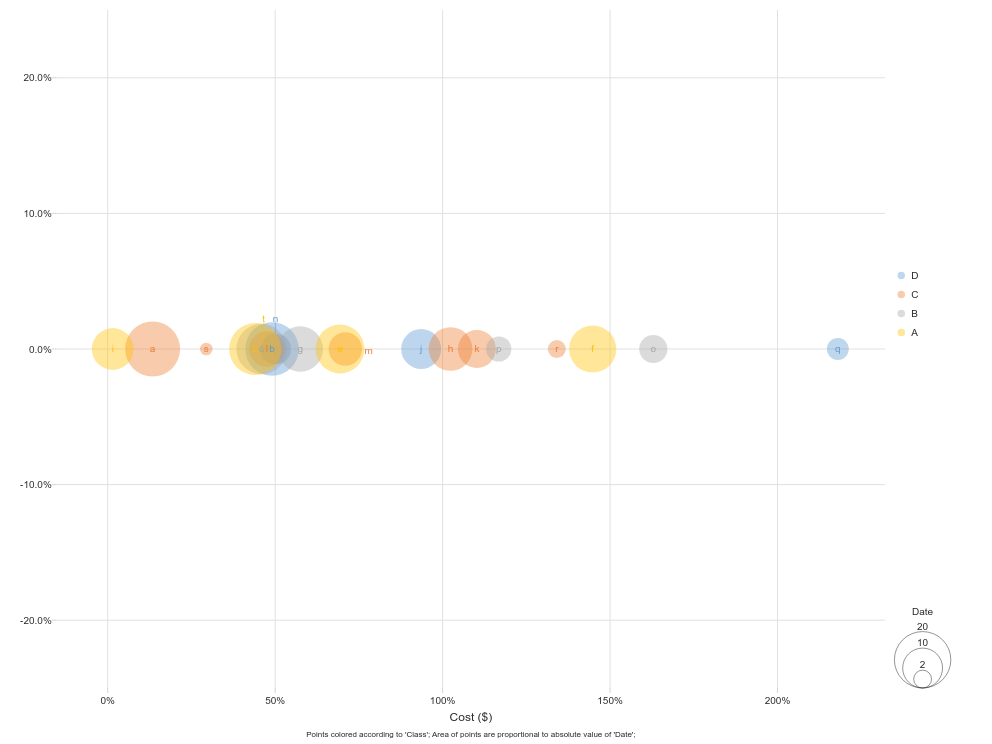 20.0%
10.0%
0.0%
-10.0%
-20.0%
t n
i a s l b g e m j h k p r f o q
0% 50% 100% 150% 200%
Cost ($)
Points colored according to 'Class'; Area of points are proportional to absolute value of 'Date';
D
C
B
A
Date
20
10
2